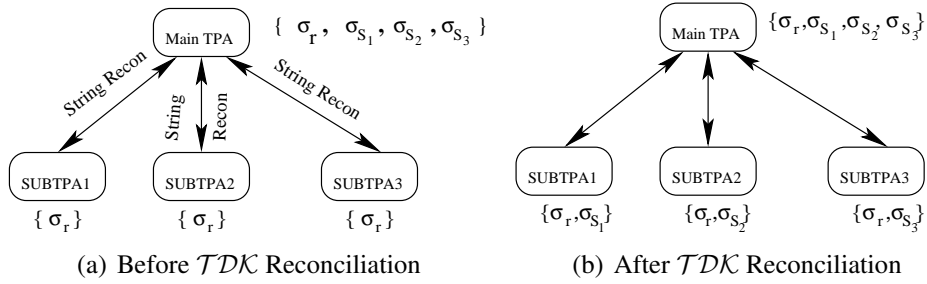 Main TPA { σr, σS1, σS2, σS3 }
String Recon
String Recon
String Recon
SUBTPA1 SUBTPA2 SUBTPA3
{ σr } { σr } { σr }
(a) Before TDK Reconciliation
Main TPA {σr,σS1,σS2,σS3}
SUBTPA1 SUBTPA2 SUBTPA3
{σr,σS1} {σr,σS2} {σr,σS3}
(b) After TDK Reconciliation